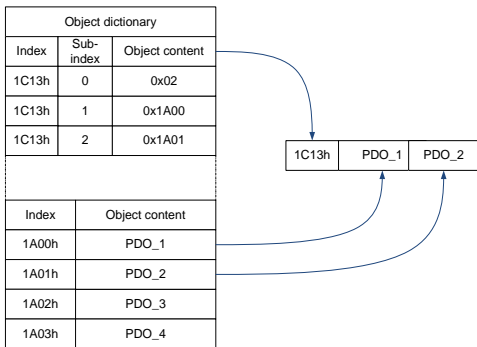 Object dictionary
Index Sub-index Object content
1C13h 0 0x02
1C13h 1 0x1A00
1C13h 2 0x1A01
1C13h PDO_1 PDO_2
Index Object content
1A00h PDO_1
1A01h PDO_2
1A02h PDO_3
1A03h PDO_4